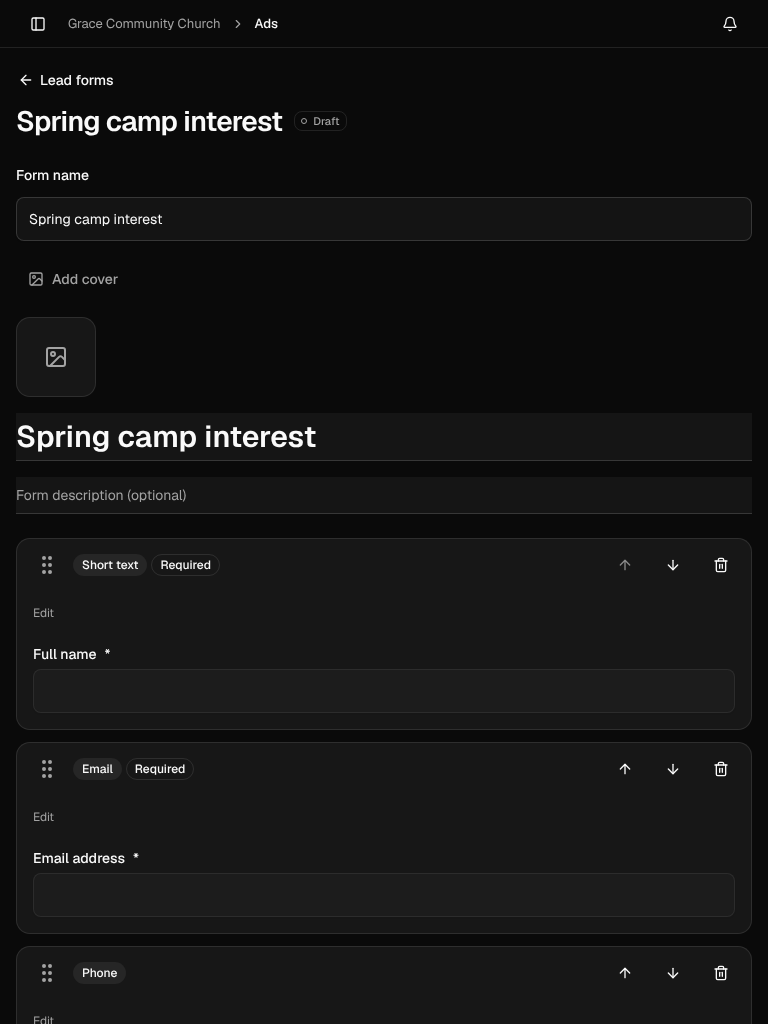 Grace Community Church > Ads
Lead forms
Spring camp interest Draft
Form name
Spring camp interest
Add cover
Spring camp interest
Form description (optional)
Short text Required
Edit
Full name *
Email Required
Edit
Email address *
Phone
Edit